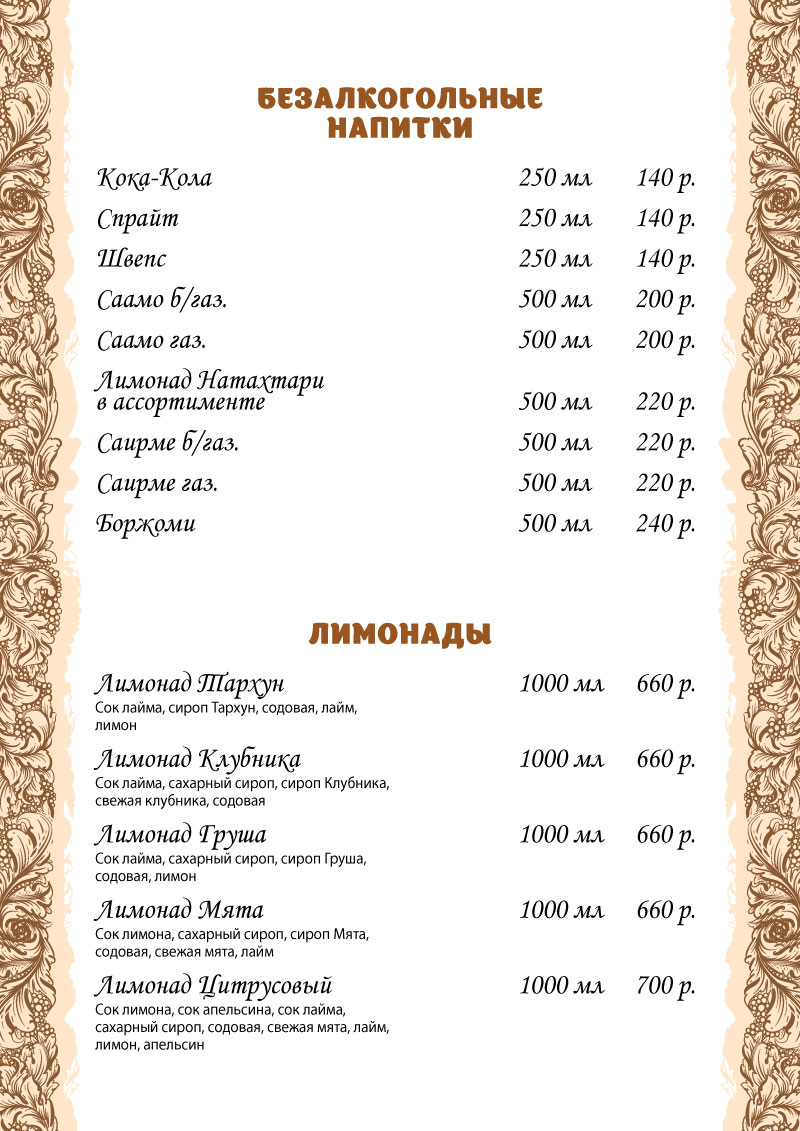 БЕЗАЛКОГОЛЬНЫЕ
НАПИТКИ
Кока-Кола 250 мл 140 р.
Спрайт 250 мл 140 р.
Швепс 250 мл 140 р.
Саамо б/газ. 500 мл 200 р.
Саамо газ. 500 мл 200 р.
Лимонад Натахтари
в ассортименте 500 мл 220 р.
Саирме б/газ. 500 мл 220 р.
Саирме газ. 500 мл 220 р.
Боржоми 500 мл 240 р.
ЛИМОНАДЫ
Лимонад Тархун 1000 мл 660 р.
Сок лайма, сироп Тархун, содовая, лайм,
лимон
Лимонад Клубника 1000 мл 660 р.
Сок лайма, сахарный сироп, сироп Клубника,
свежая клубника, содовая
Лимонад Груша 1000 мл 660 р.
Сок лайма, сахарный сироп, сироп Груша,
содовая, лимон
Лимонад Мята 1000 мл 660 р.
Сок лимона, сахарный сироп, сироп Мята,
содовая, свежая мята, лайм
Лимонад Цитрусовый 1000 мл 700 р.
Сок лимона, сок апельсина, сок лайма,
сахарный сироп, содовая, свежая мята, лайм,
лимон, апельсин